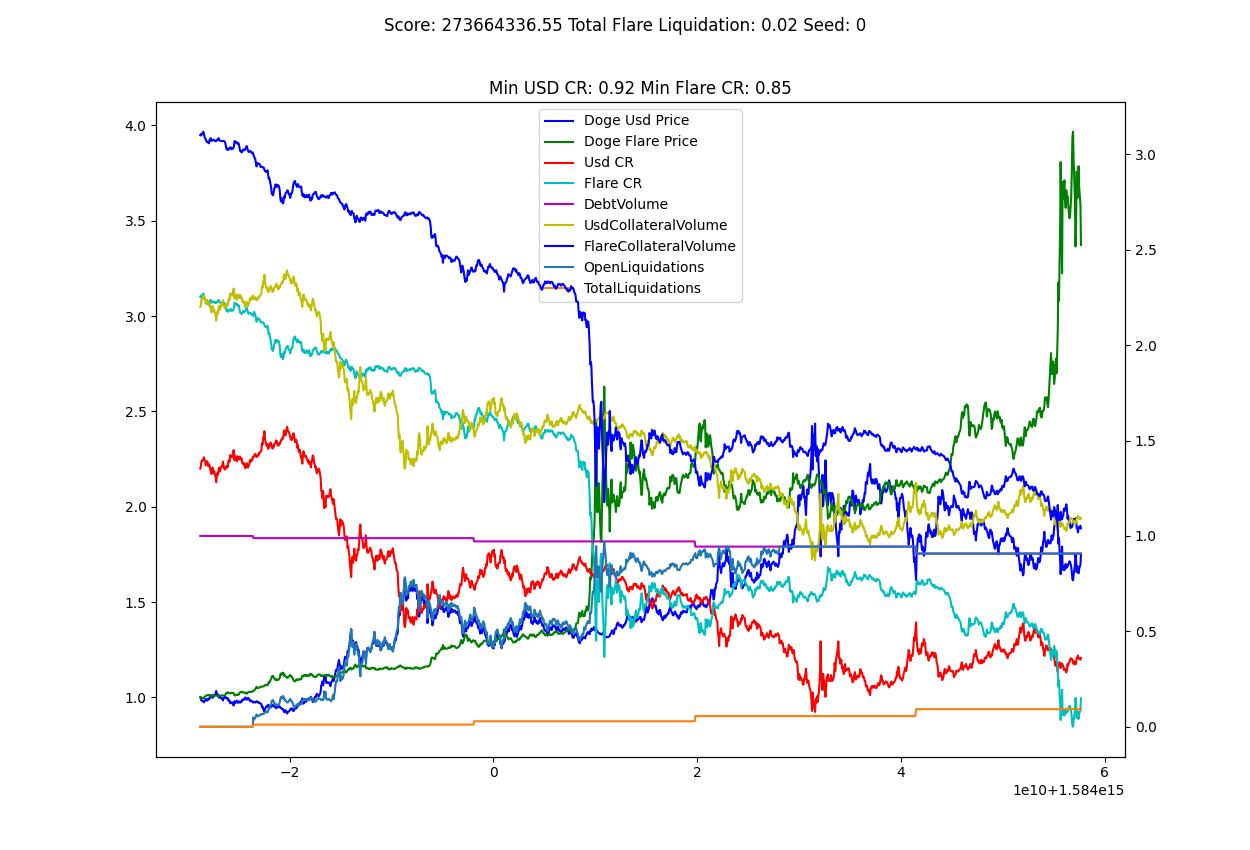 Score: 273664336.55 Total Flare Liquidation: 0.02 Seed: 0
Min USD CR: 0.92 Min Flare CR: 0.85
Doge Usd Price
Doge Flare Price
Usd CR
Flare CR
DebtVolume
UsdCollateralVolume
FlareCollateralVolume
OpenLiquidations
TotalLiquidations
4.0
3.5
3.0
2.5
2.0
1.5
1.0
3.0
2.5
2.0
1.5
1.0
0.5
0.0
−2
0
2
4
6
1e10+1.584e15